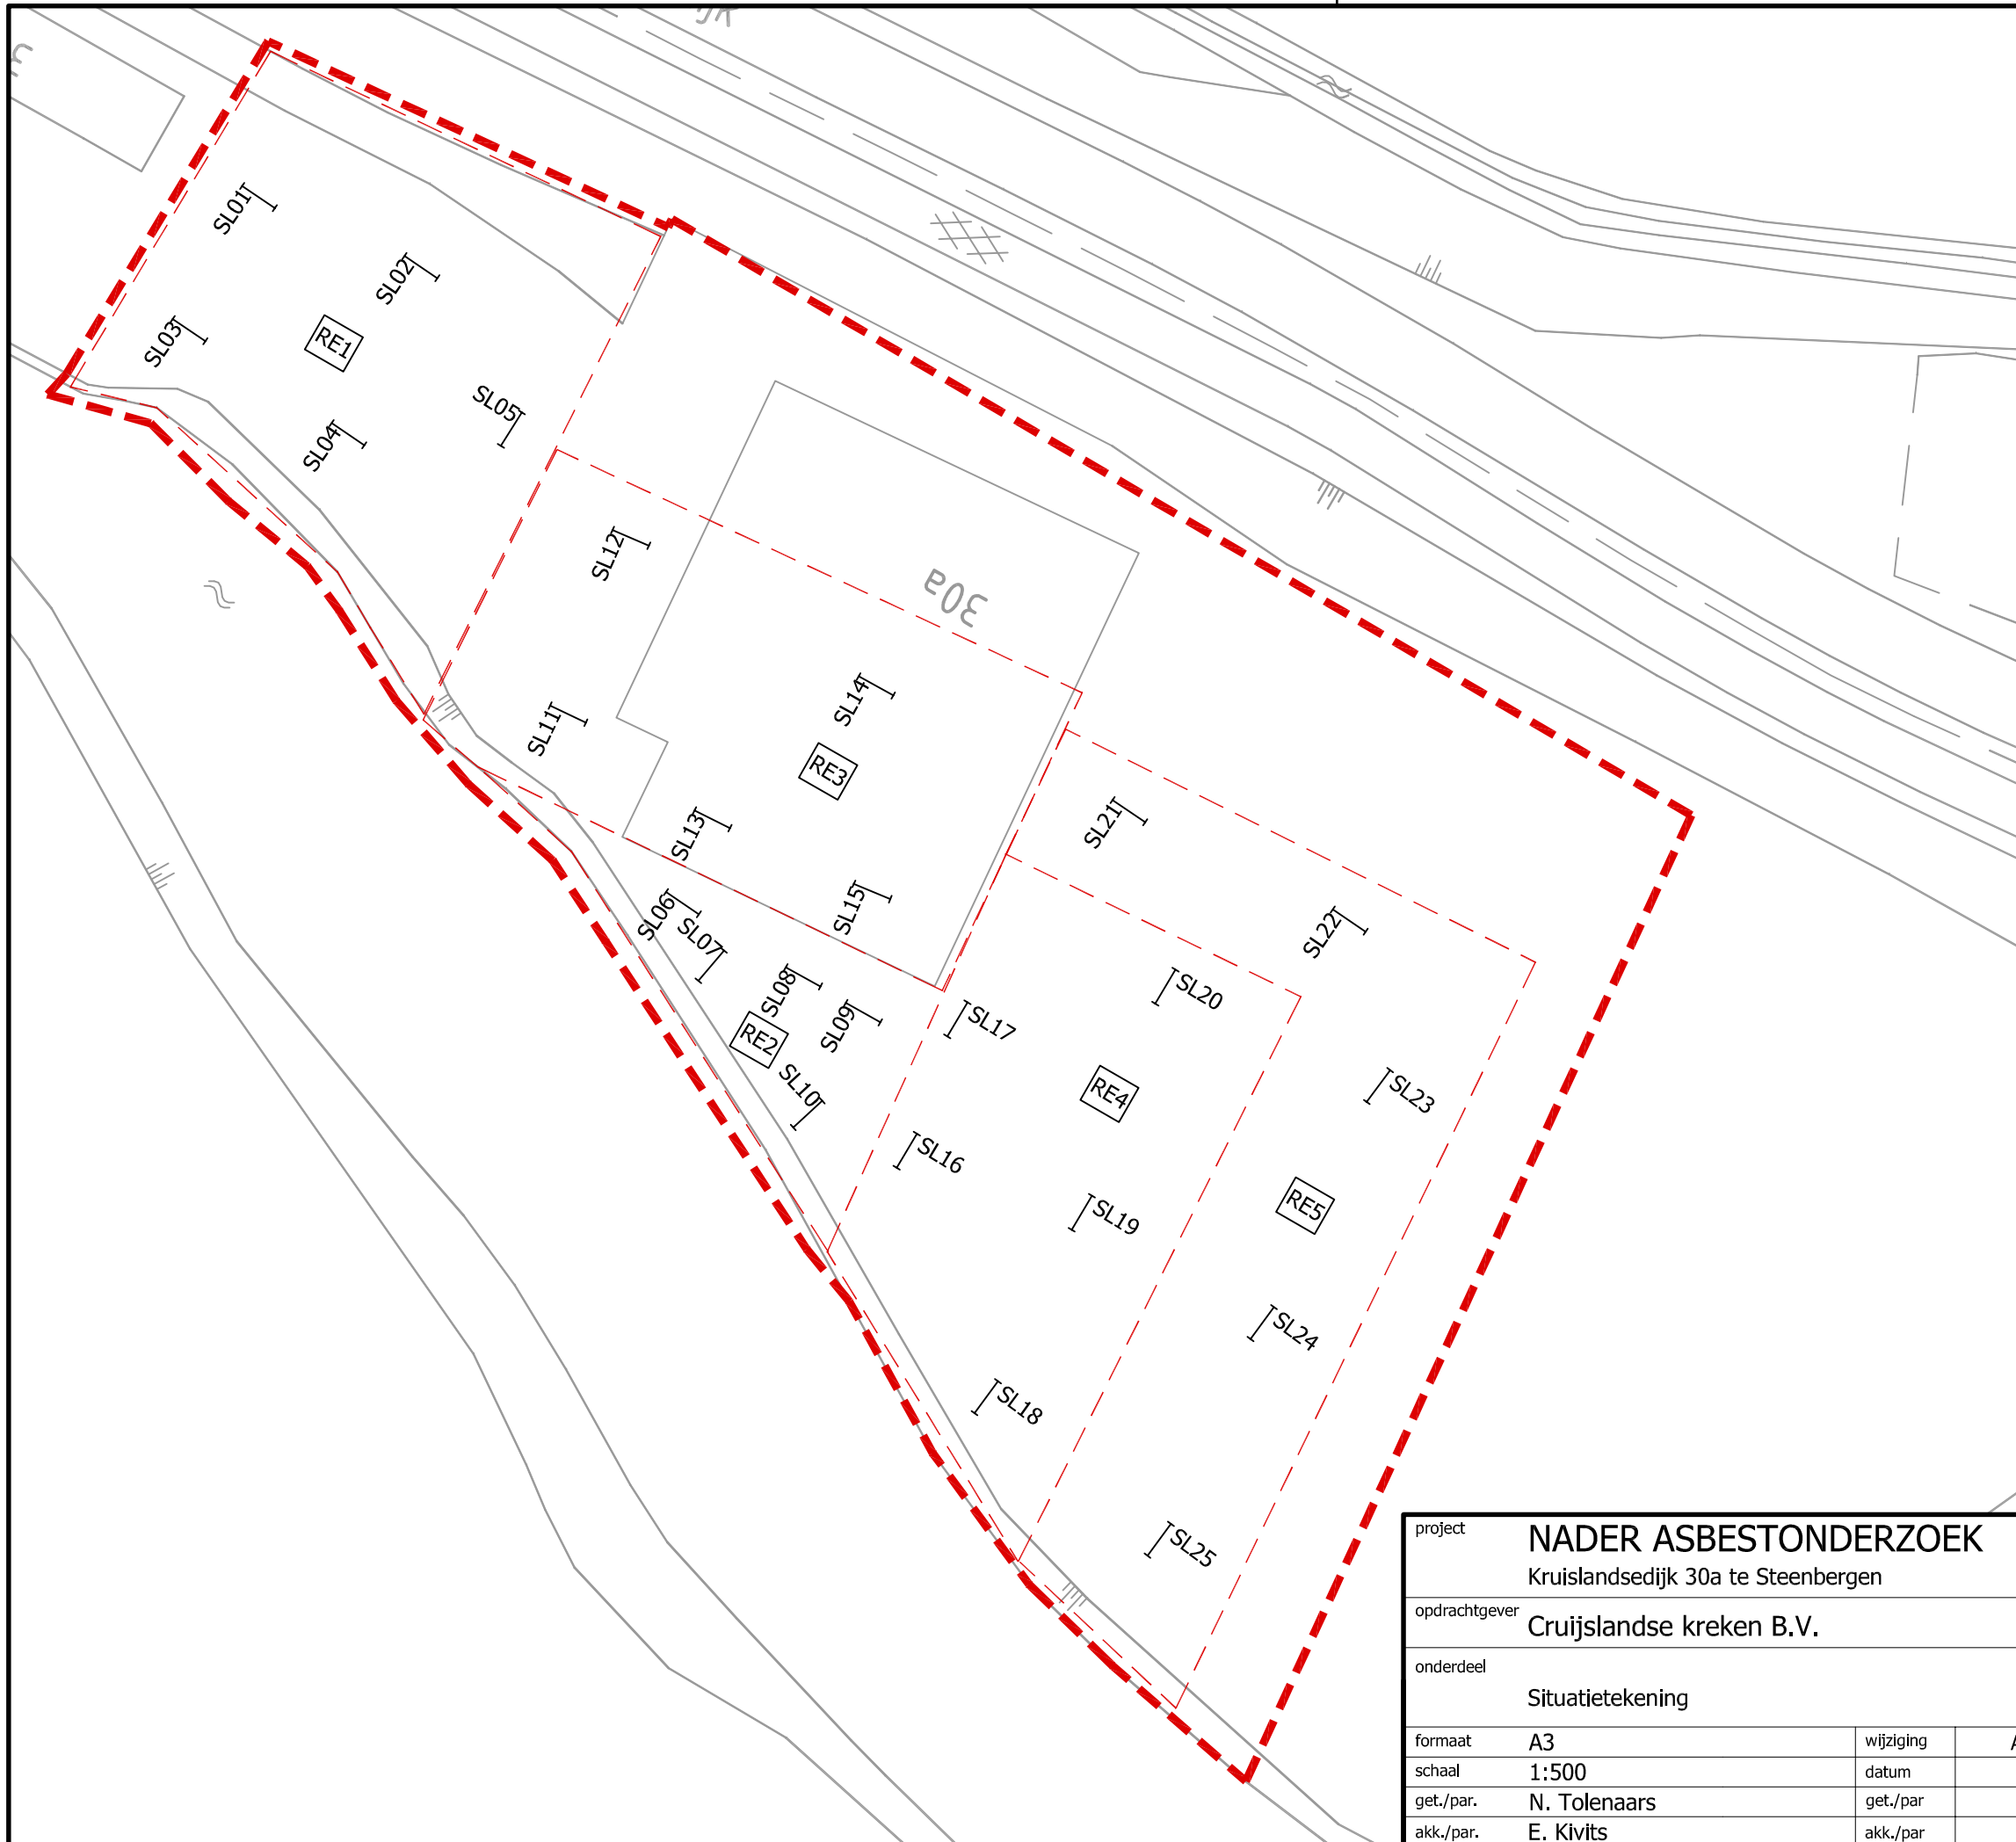 SL01
SL02
SL03
RE1
SL05
SL04
SL12
30a
SL14
SL11
RE3
SL13
SL21
SL15
SL06
SL07
SL22
SL08
SL20
SL09
SL17
RE2
SL10
RE4
SL23
SL16
SL19
RE5
SL24
SL18
SL25
project NADER ASBESTONDERZOEK
Kruislandsedijk 30a te Steenbergen
opdrachtgever Cruijslandse kreken B.V.
onderdeel
Situatietekening
formaat A3 wijziging
schaal 1:500 datum
get./par. N. Tolenaars get./par
akk./par. E. Kivits akk./par